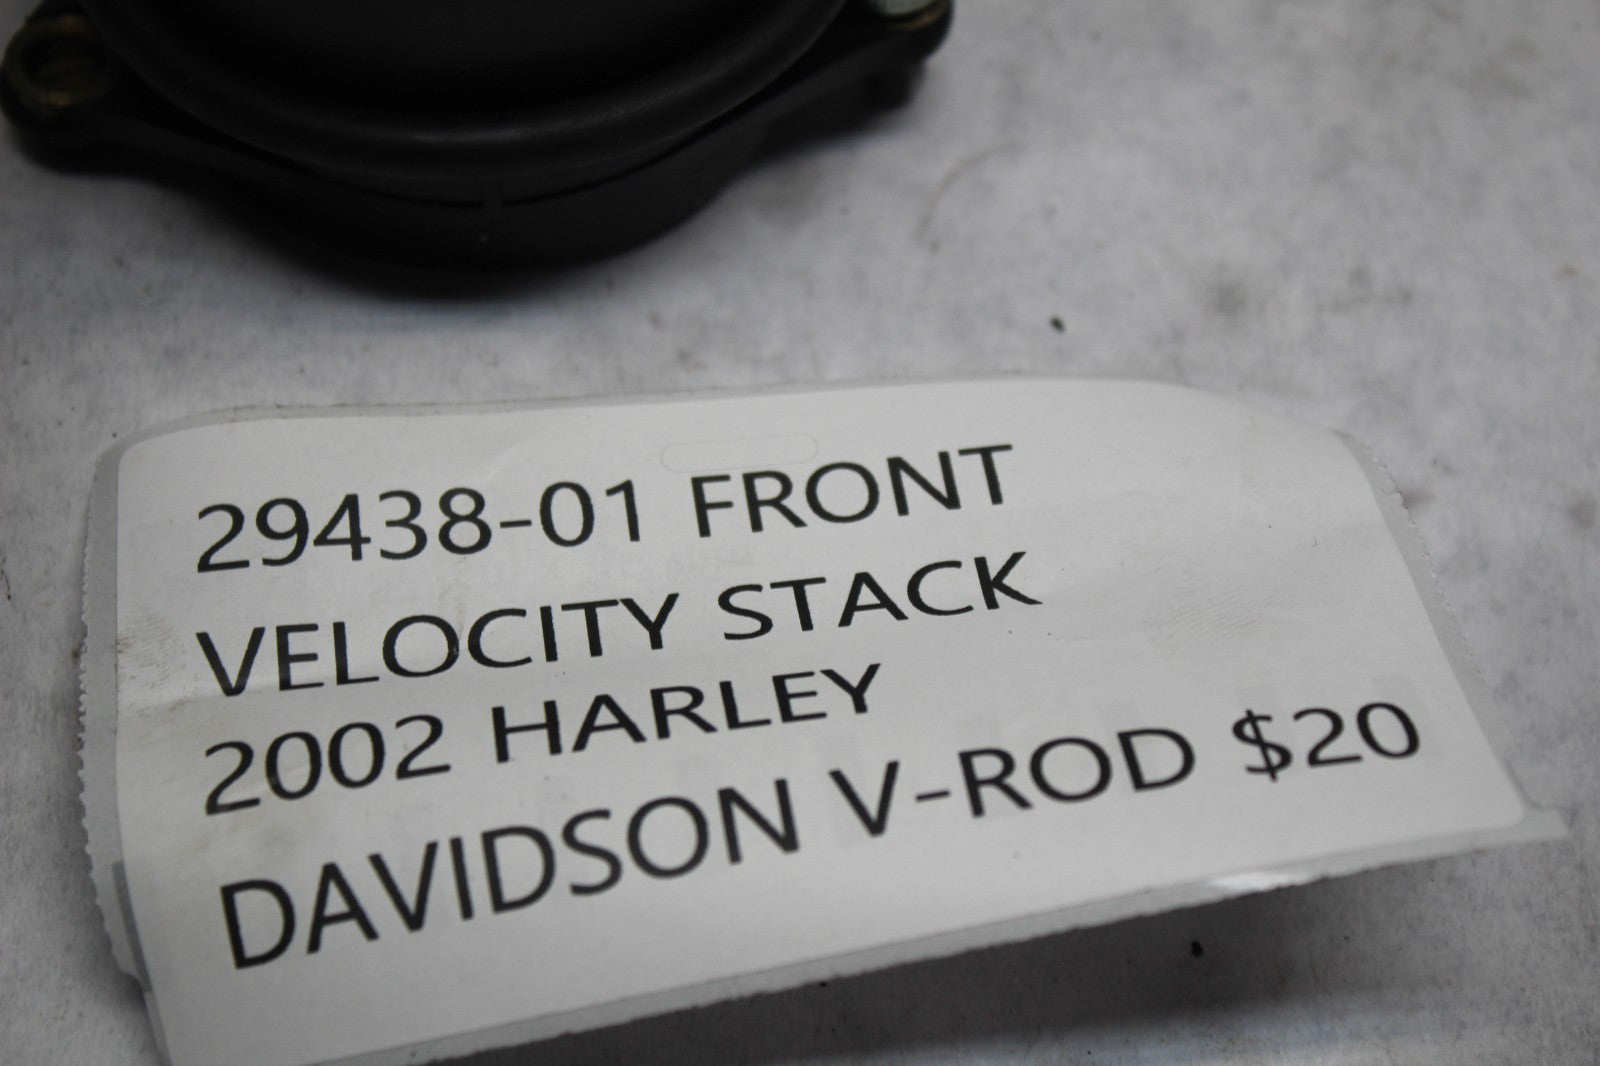 29438-01 FRONT
VELOCITY STACK
2002 HARLEY
DAVIDSON V-ROD $20